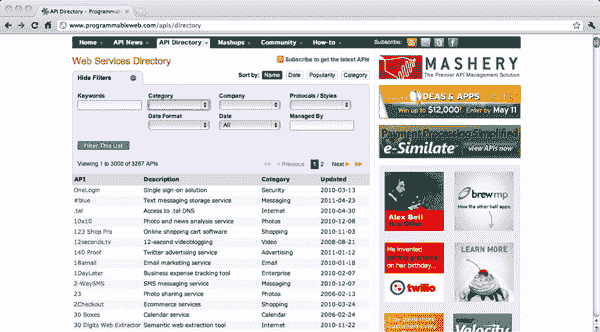 API Directory - Programmab
www.programmableweb.com/apis/directory
Home API News API Directory Mashups Community How-to Subscribe:
Web Services Directory
Subscribe to get the latest APIs
Hide Filters
Sort by: Name Date Popularity Category
Keywords Category Company Protocols / Styles
Data Format Date Managed By
All
Filter This List
Viewing 1 to 3000 of 3287 APIs
Previous 1 2 Next
API Description Category Updated
OneLogin Single sign-on solution Security 2010-03-13
#blue Text messaging storage service Messaging 2011-04-23
.tel Access to .tel DNS Internet 2010-04-30
10x10 Photo and news analysis service Photos 2010-12-08
123 Shop Pro Online shopping cart software Shopping 2010-11-03
12seconds.tv 12-second videoblogging Video 2008-08-21
140 Proof Twitter advertising service Advertising 2011-01-12
18amail Email marketing service Email 2010-01-18
1DayLater Business expense tracking tool Enterprise 2010-12-07
2-WaySMS SMS messaging service Messaging 2010-12-07
23 Photo sharing service Photos 2006-02-13
2Checkout Ecommerce services Shopping 2010-03-24
30 Boxes Calendar service Calendar 2006-02-04
30 Digits Web Extractor Semantic web extraction tool Internet 2010-11-22
MASHERY
The Premier API Management Solution
IDEAS & APPS
Win up to $12,000! Enter by May 11
Payment Processing Simplified
e-Similate view APIs now
Alex Bell
brew mp
How the other half apps.
He invented
on her birthday...
twilio
LEARN MORE
Velocity